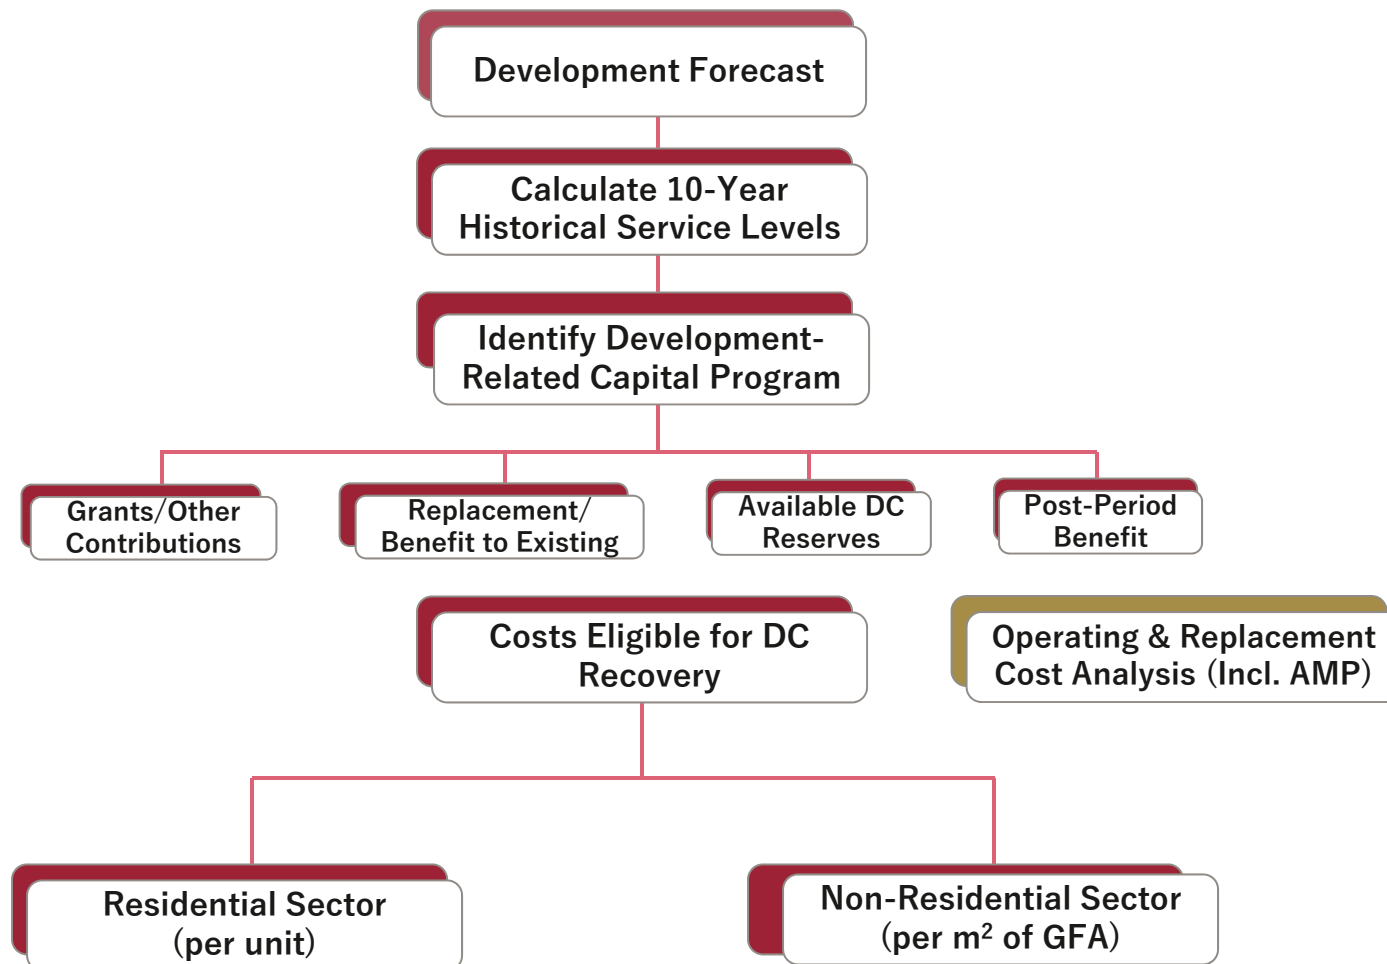 Development Forecast
Calculate 10-Year
Historical Service Levels
Identify Development-
Related Capital Program
Grants/Other
Contributions
Replacement/
Benefit to Existing
Available DC
Reserves
Post-Period
Benefit
Costs Eligible for DC
Recovery
Operating & Replacement
Cost Analysis (Incl. AMP)
Residential Sector
(per unit)
Non-Residential Sector
(per m² of GFA)